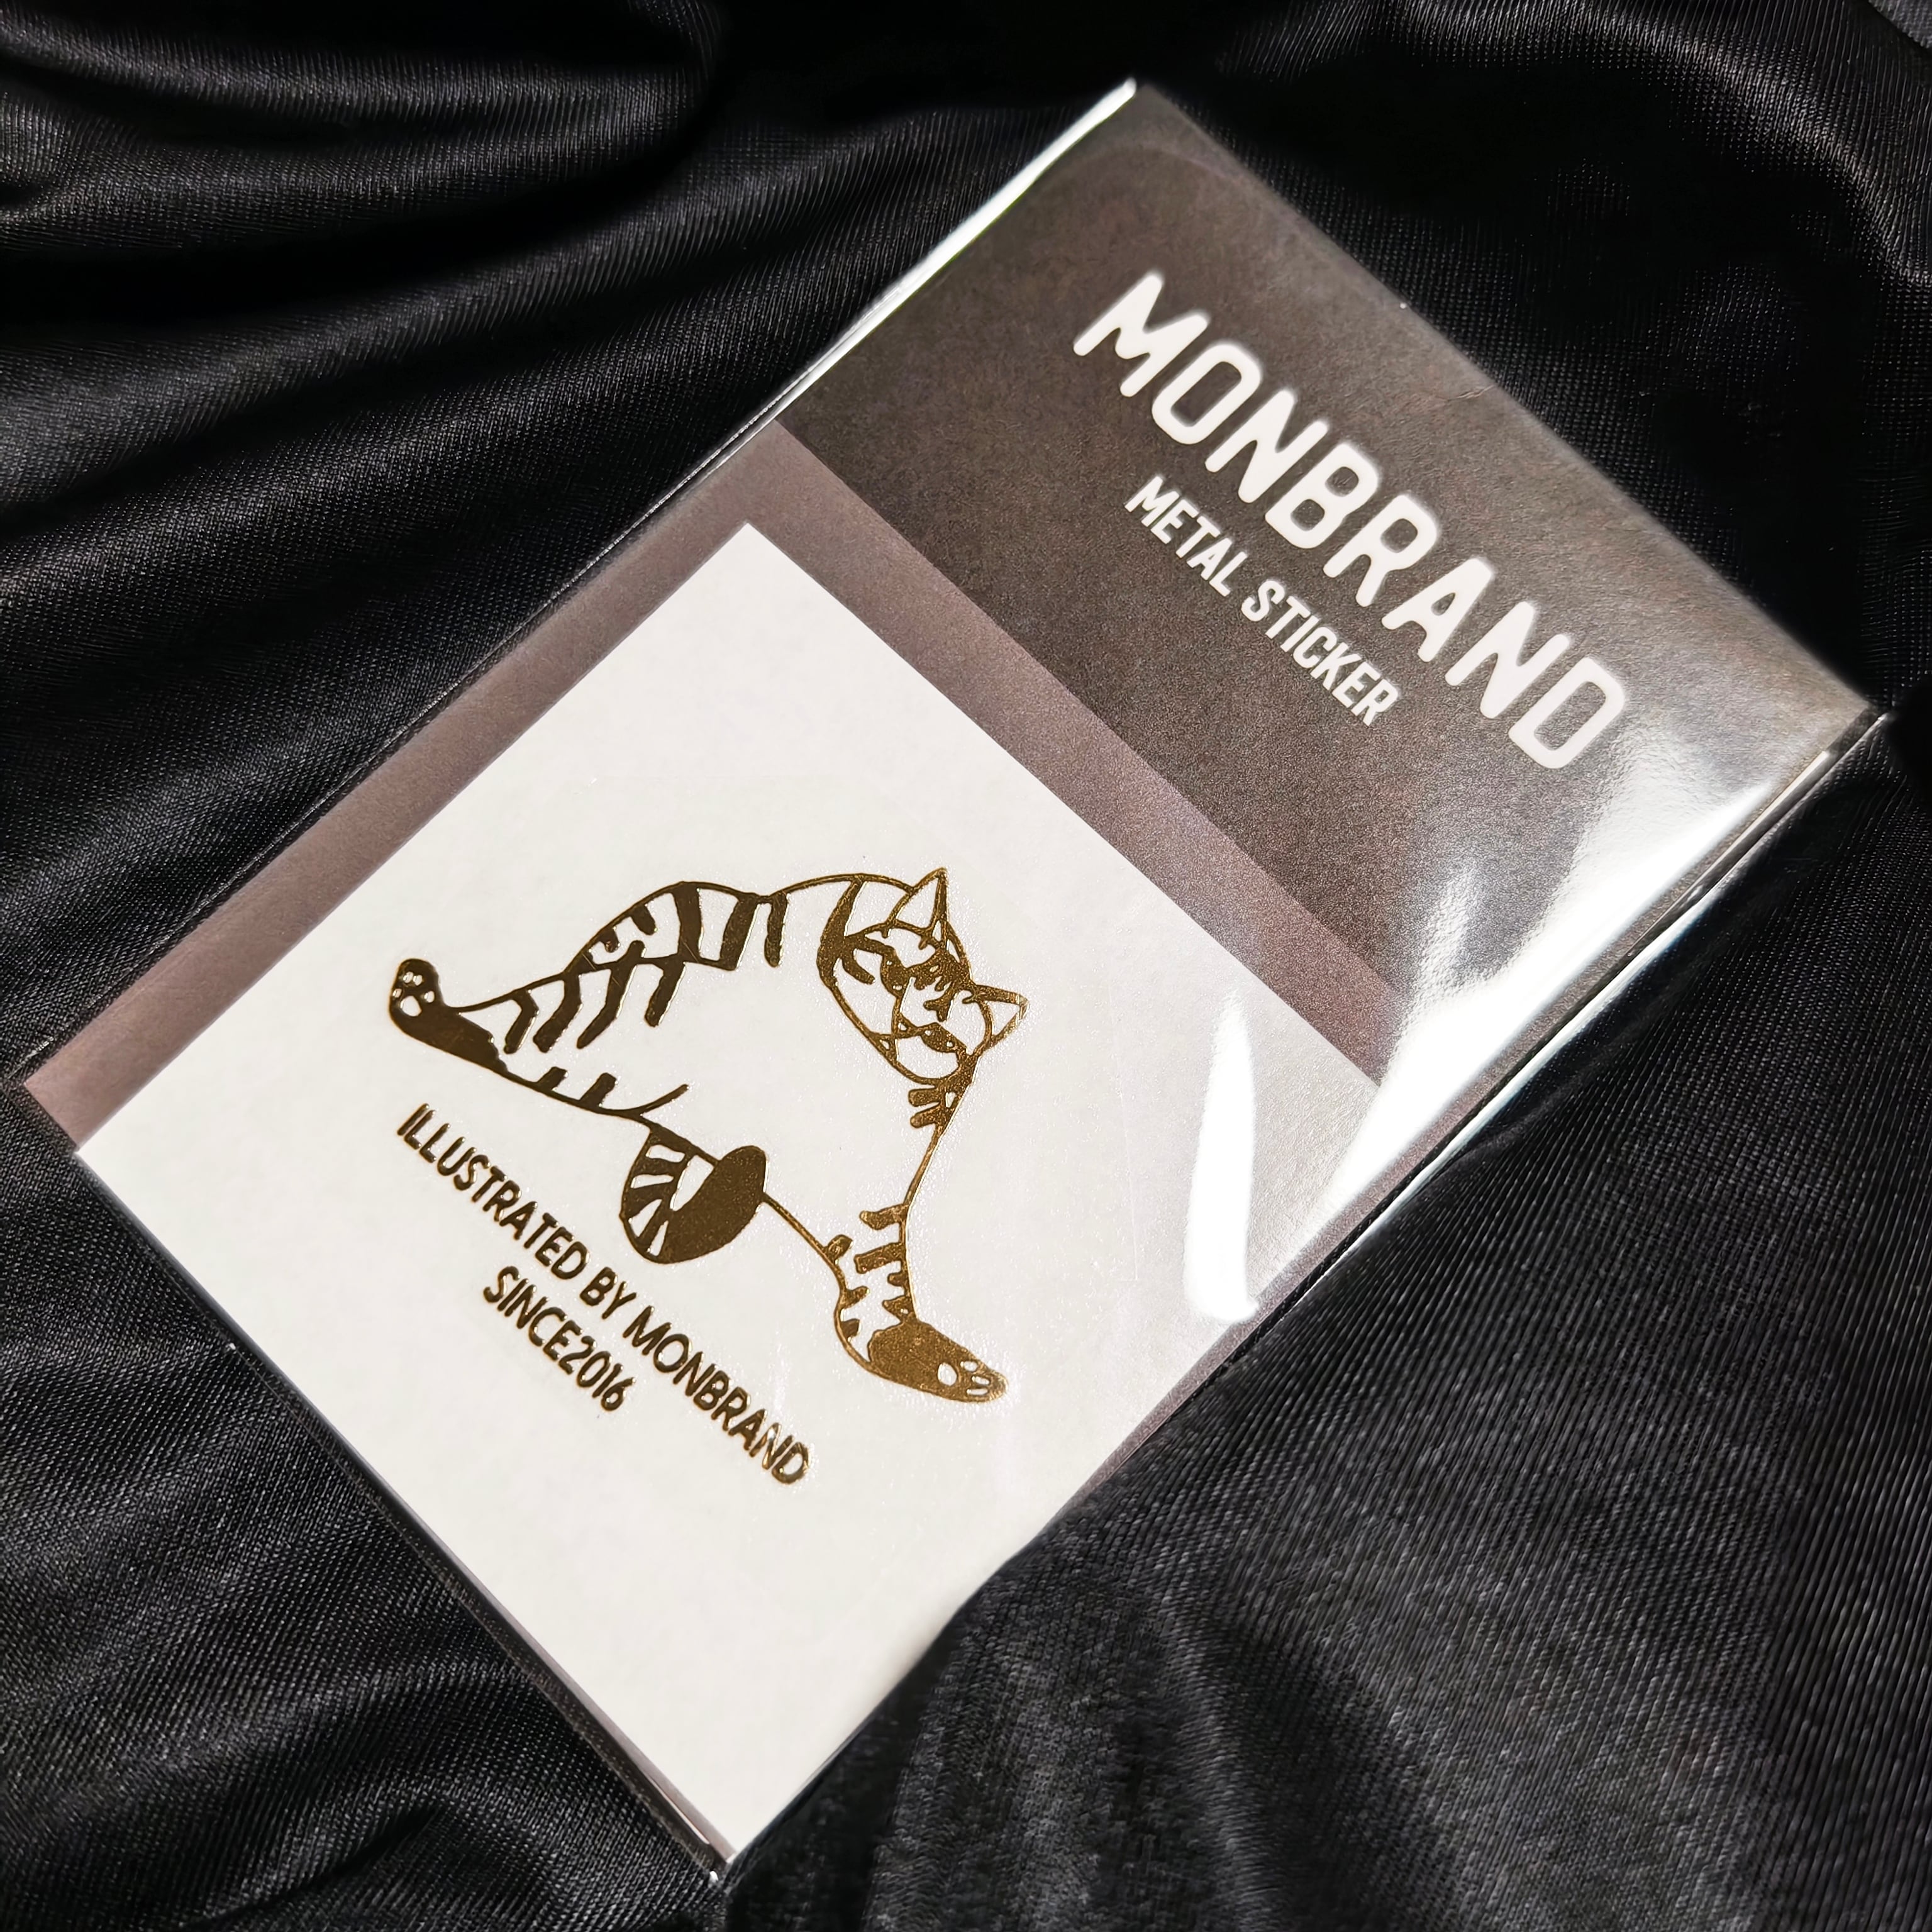 MONBRAND
METAL STICKER
ILLUSTRATED BY MONBRAND
SINCE2016